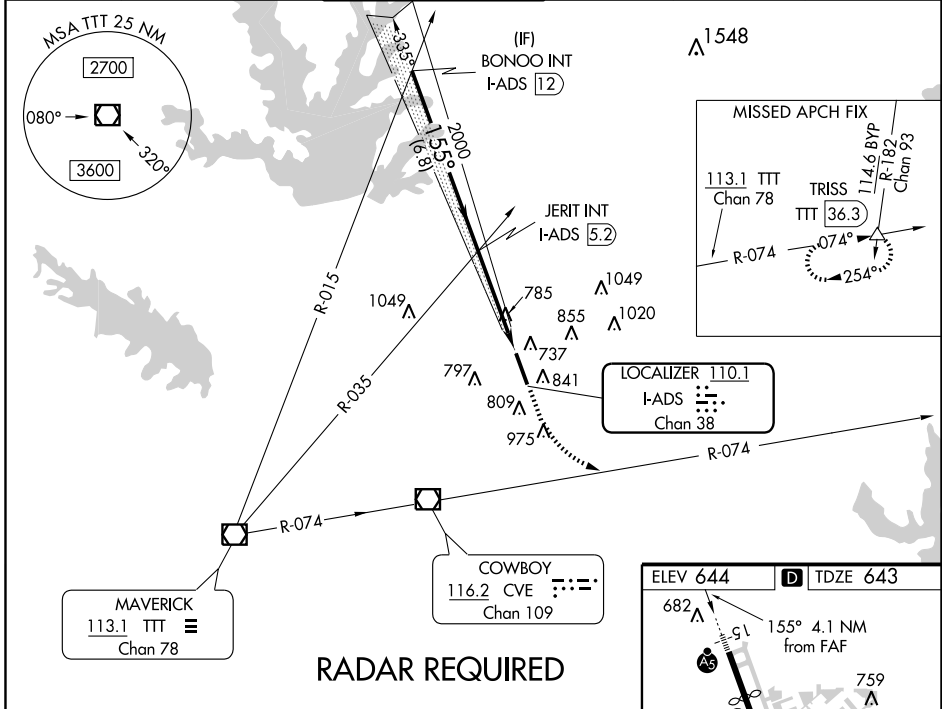 MSA TTT 25 NM
2700
080°
320°
3600
335°
(IF)
BONOO INT
I-ADS 12
1548
2000
155°
(6.8)
JERIT INT
I-ADS 5.2
MISSED APCH FIX
113.1 TTT
Chan 78
114.6 BYP
R-182
Chan 93
TRISS
TTT 36.3
R-074
074°
254°
R-015
R-035
1049
785
1049
855
1020
737
797
841
809
975
LOCALIZER 110.1
I-ADS
Chan 38
R-074
R-074
MAVERICK
113.1 TTT
Chan 78
COWBOY
116.2 CVE
Chan 109
RADAR REQUIRED
ELEV 644 D TDZE 643
682
15
155° 4.1 NM
from FAF
A5
759